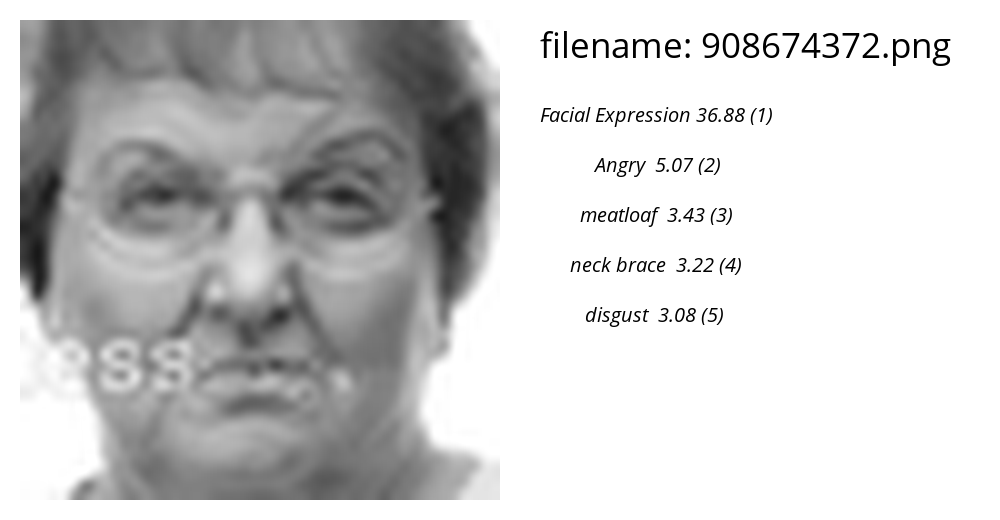 filename: 908674372.png
Facial Expression 36.88 (1)
Angry 5.07 (2)
meatloaf 3.43 (3)
neck brace 3.22 (4)
disgust 3.08 (5)
ess